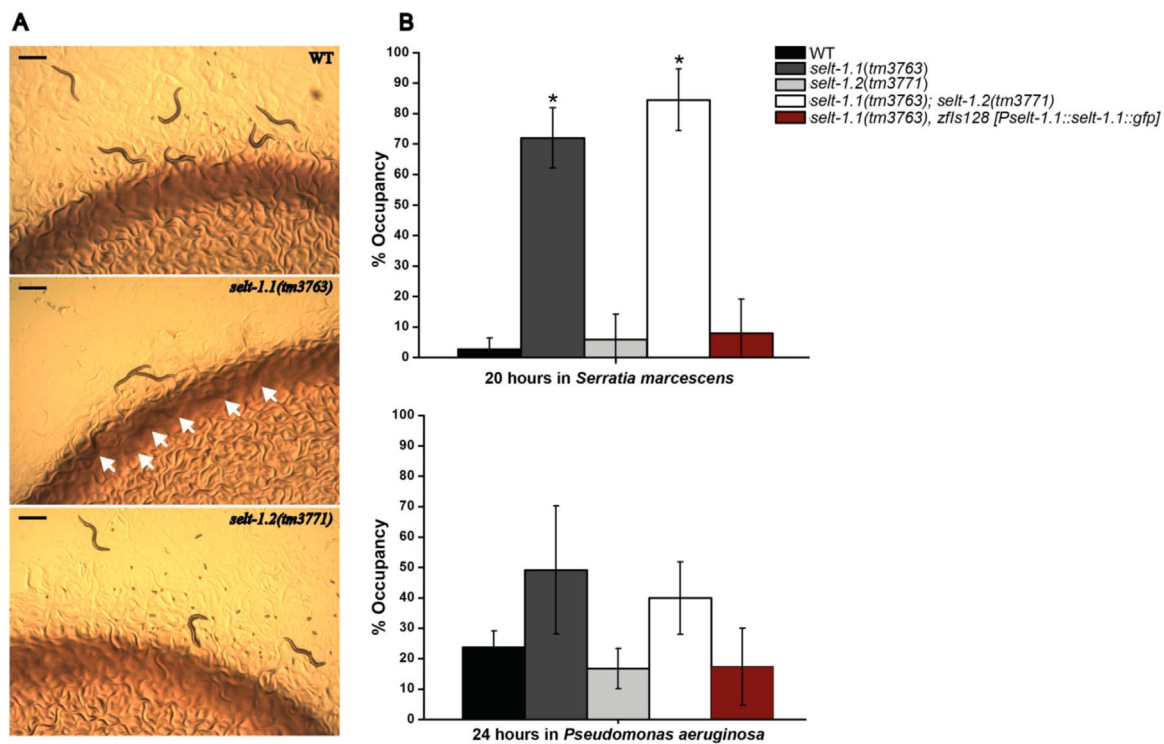 A
WT
selt-1.1(tm3763)
selt-1.2(tm3771)
B
100
90
80
70
60
50
40
30
20
10
0
% Occupancy
*
*
20 hours in Serratia marcescens
WT
selt-1.1(tm3763)
selt-1.2(tm3771)
selt-1.1(tm3763); selt-1.2(tm3771)
selt-1.1(tm3763), zfIs128 [Pselt-1.1::selt-1.1::gfp]
100
90
80
70
60
50
40
30
20
10
0
% Occupancy
24 hours in Pseudomonas aeruginosa